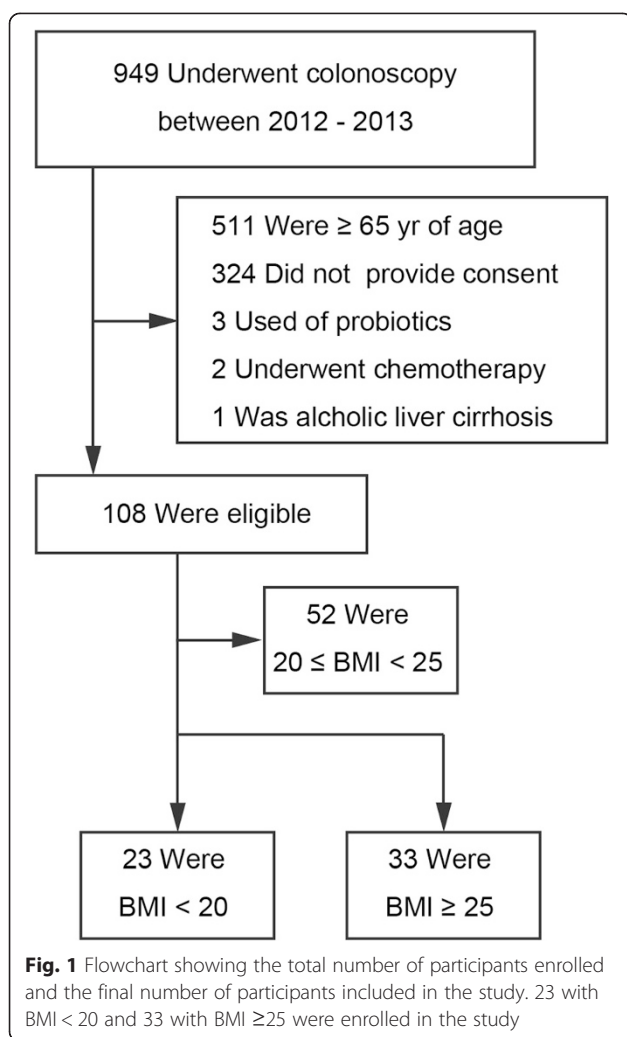 949 Underwent colonoscopy
between 2012 - 2013
511 Were ≥ 65 yr of age
324 Did not provide consent
3 Used of probiotics
2 Underwent chemotherapy
1 Was alcholic liver cirrhosis
108 Were eligible
52 Were
20 ≤ BMI < 25
23 Were
BMI < 20
33 Were
BMI ≥ 25
Fig. 1 Flowchart showing the total number of participants enrolled
and the final number of participants included in the study. 23 with
BMI < 20 and 33 with BMI ≥25 were enrolled in the study